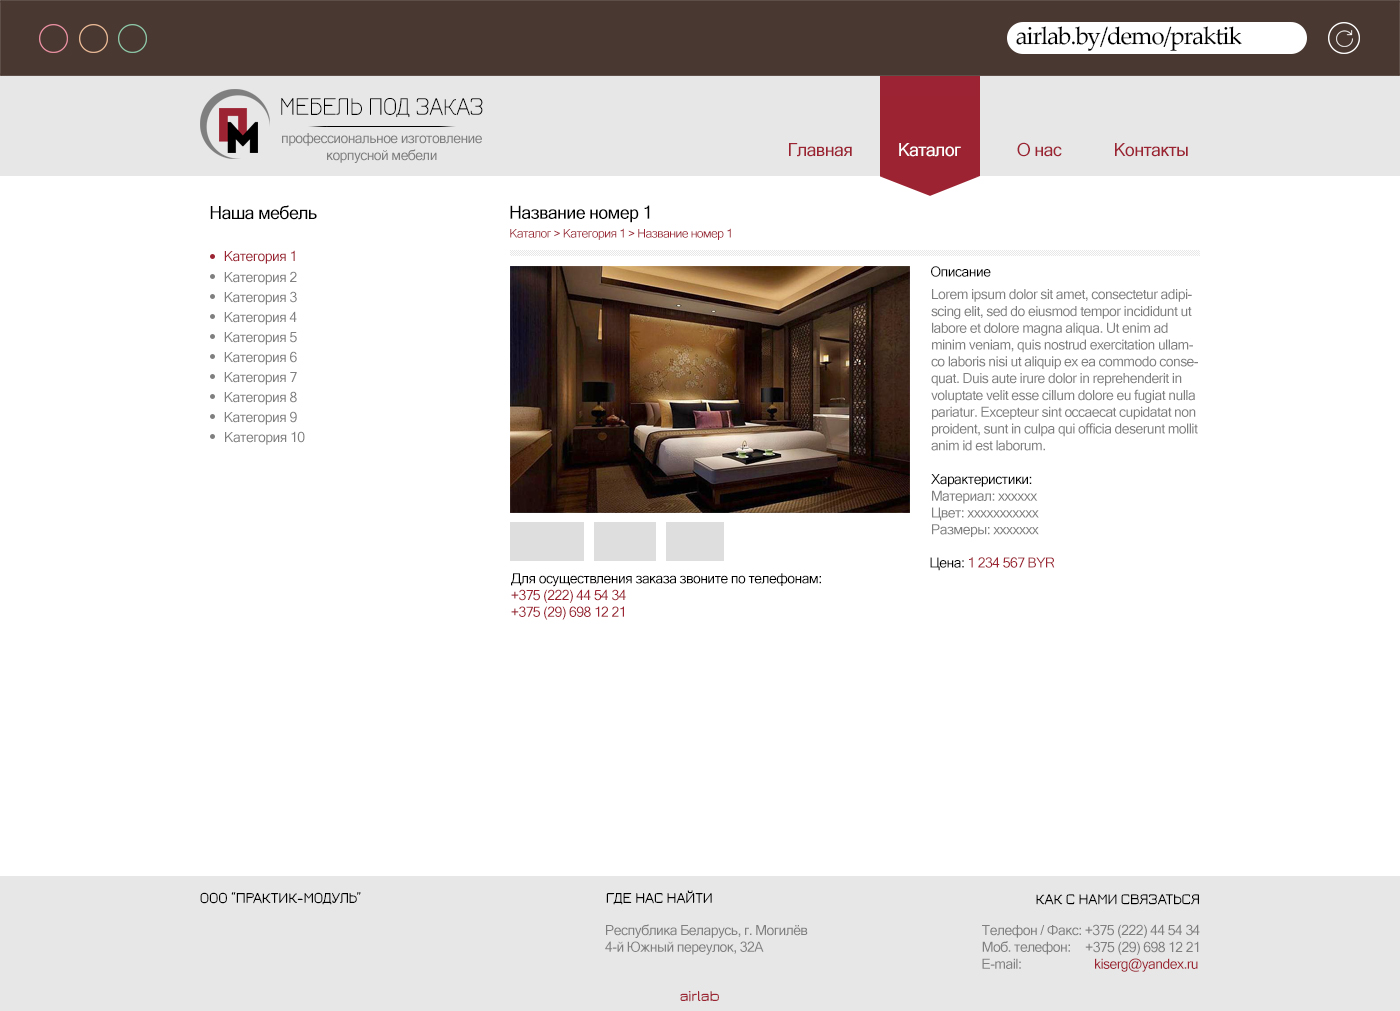 airlab.by/demo/praktik
ПМ
МЕБЕЛЬ ПОД ЗАКАЗ
профессиональное изготовление
корпусной мебели
Главная
Каталог
О нас
Контакты
Наша мебель
Категория 1
Категория 2
Категория 3
Категория 4
Категория 5
Категория 6
Категория 7
Категория 8
Категория 9
Категория 10
Название номер 1
Каталог > Категория 1 > Название номер 1
Описание
Lorem ipsum dolor sit amet, consectetur adipi-
scing elit, sed do eiusmod tempor incididunt ut
labore et dolore magna aliqua. Ut enim ad
minim veniam, quis nostrud exercitation ullam-
co laboris nisi ut aliquip ex ea commodo conse-
quat. Duis aute irure dolor in reprehenderit in
voluptate velit esse cillum dolore eu fugiat nulla
pariatur. Excepteur sint occaecat cupidatat non
proident, sunt in culpa qui officia deserunt mollit
anim id est laborum.
Характеристики:
Материал: xxxxxx
Цвет: xxxxxxxxxxx
Размеры: xxxxxxx
Цена: 1 234 567 BYR
Для осуществления заказа звоните по телефонам:
+375 (222) 44 54 34
+375 (29) 698 12 21
ООО "ПРАКТИК-МОДУЛЬ"
ГДЕ НАС НАЙТИ
Республика Беларусь, г. Могилёв
4-й Южный переулок, 32А
КАК С НАМИ СВЯЗАТЬСЯ
Телефон / Факс: +375 (222) 44 54 34
Моб. телефон: +375 (29) 698 12 21
E-mail: kiserg@yandex.ru
airlab